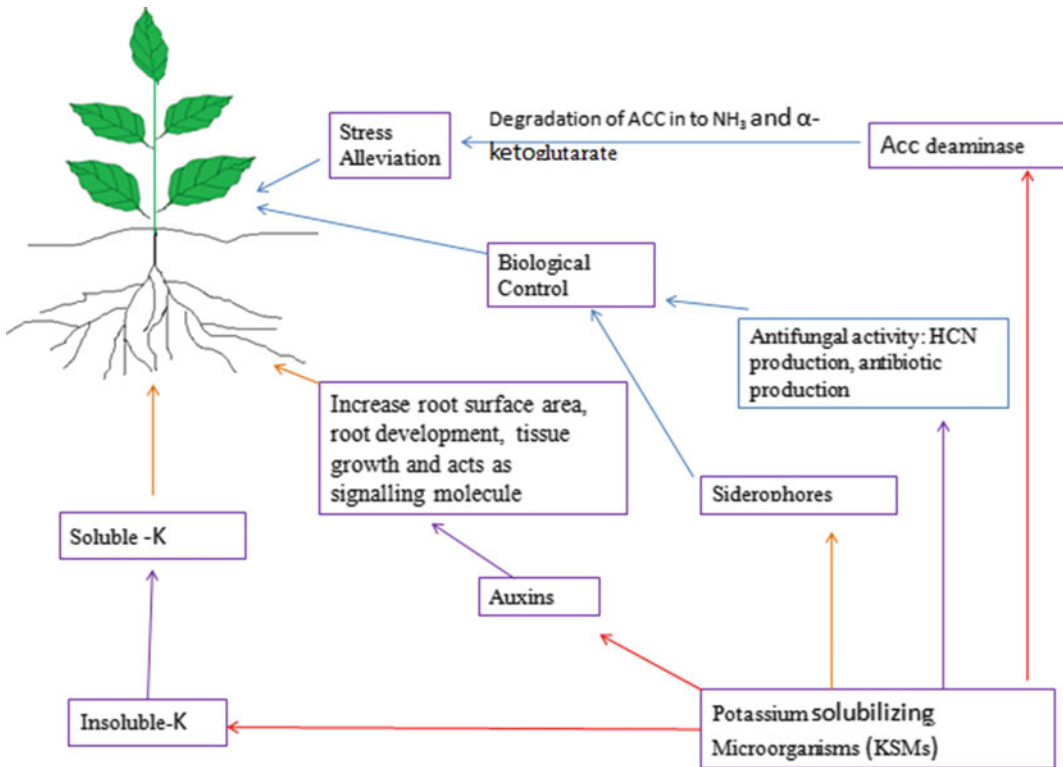 Stress
Alleviation
Degradation of ACC in to NH₃ and α-
ketoglutarate
Acc deaminase
Biological
Control
Antifungal activity: HCN
production, antibiotic
production
Increase root surface area,
root development, tissue
growth and acts as
signalling molecule
Siderophores
Soluble -K
Auxins
Insoluble-K
Potassium solubilizing
Microorganisms (KSMs)